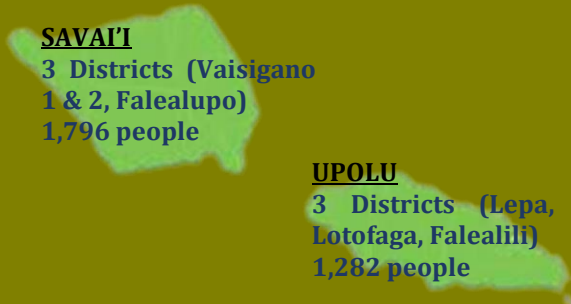 SAVAI’I
3 Districts (Vaisigano
1 & 2, Falealupo)
1,796 people
UPOLU
3 Districts (Lepa,
Lotofaga, Falealili)
1,282 people